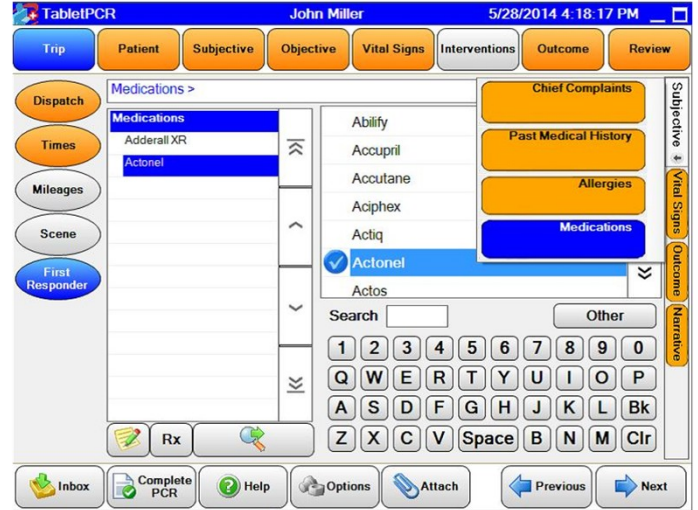 TabletPCR John Miller 5/28/2014 4:18:17 PM
Trip Patient Subjective Objective Vital Signs Interventions Outcome Review
Dispatch
Times
Mileages
Scene
First
Responder
Medications >
Medications
Adderall XR
Actonel
Abilify
Accupril
Accutane
Aciphex
Actiq
Actonel
Actos
Chief Complaints
Past Medical History
Allergies
Medications
Subjective
Vital Signs
Outcome
Narrative
Search Other
1 2 3 4 5 6 7 8 9 0
Q W E R T Y U I O P
A S D F G H J K L Bk
Z X C V Space B N M Clr
Rx
Inbox
Complete
PCR
Help
Options
Attach
Previous
Next